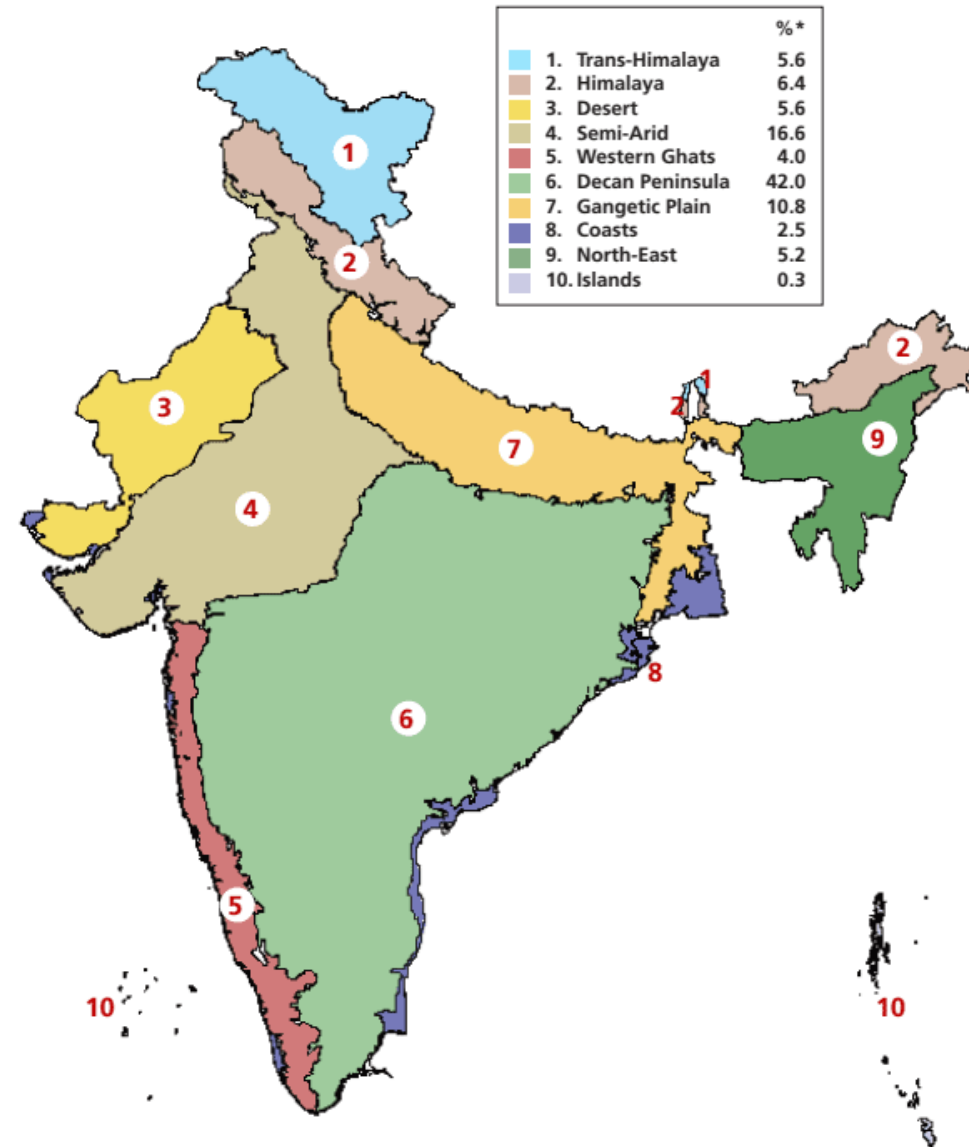 %*
1. Trans-Himalaya 5.6
2. Himalaya 6.4
3. Desert 5.6
4. Semi-Arid 16.6
5. Western Ghats 4.0
6. Decan Peninsula 42.0
7. Gangetic Plain 10.8
8. Coasts 2.5
9. North-East 5.2
10. Islands 0.3
1
2
2
1
2
3
9
7
4
8
6
5
10
10